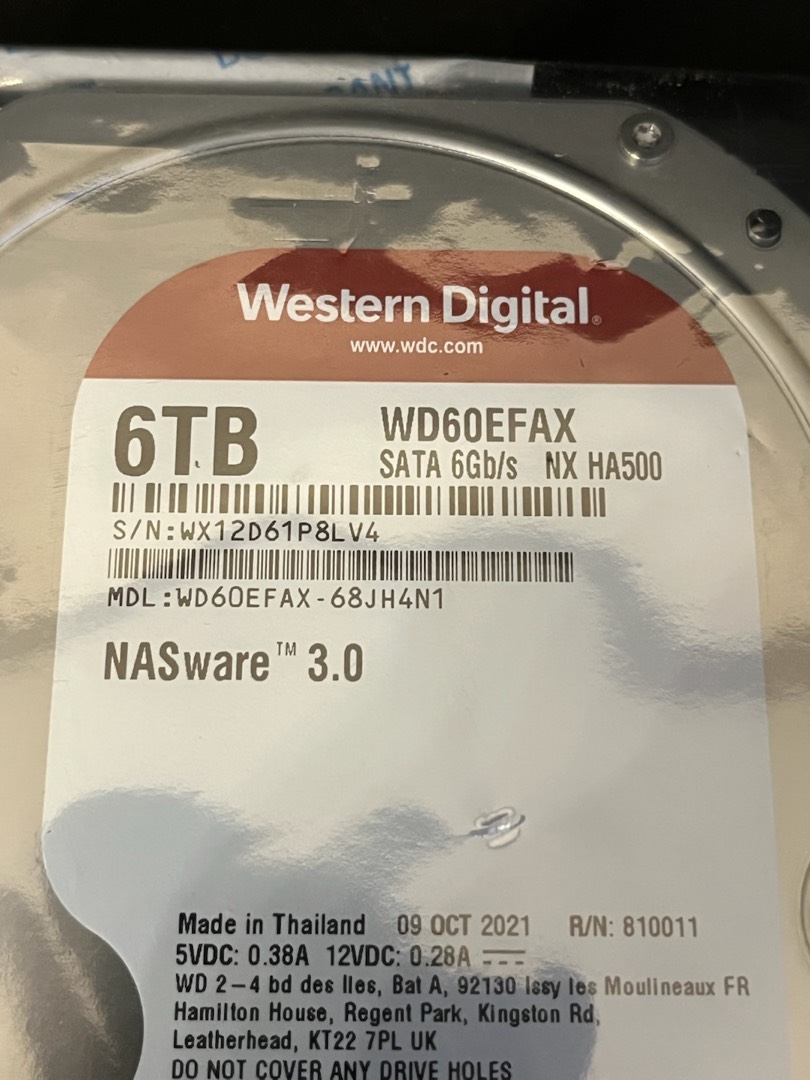 Western Digital®
www.wdc.com
6TB
WD60EFAX
SATA 6Gb/s NX HA500
S/N:WX12D61P8LV4
MDL:WD60EFAX-68JH4N1
NASware™ 3.0
Made in Thailand 09 OCT 2021 R/N: 810011
5VDC: 0.38A 12VDC: 0.28A
WD 2-4 bd des Iles, Bat A, 92130 Issy les Moulineaux FR
Hamilton House, Regent Park, Kingston Rd,
Leatherhead, KT22 7PL UK
DO NOT COVER ANY DRIVE HOLES